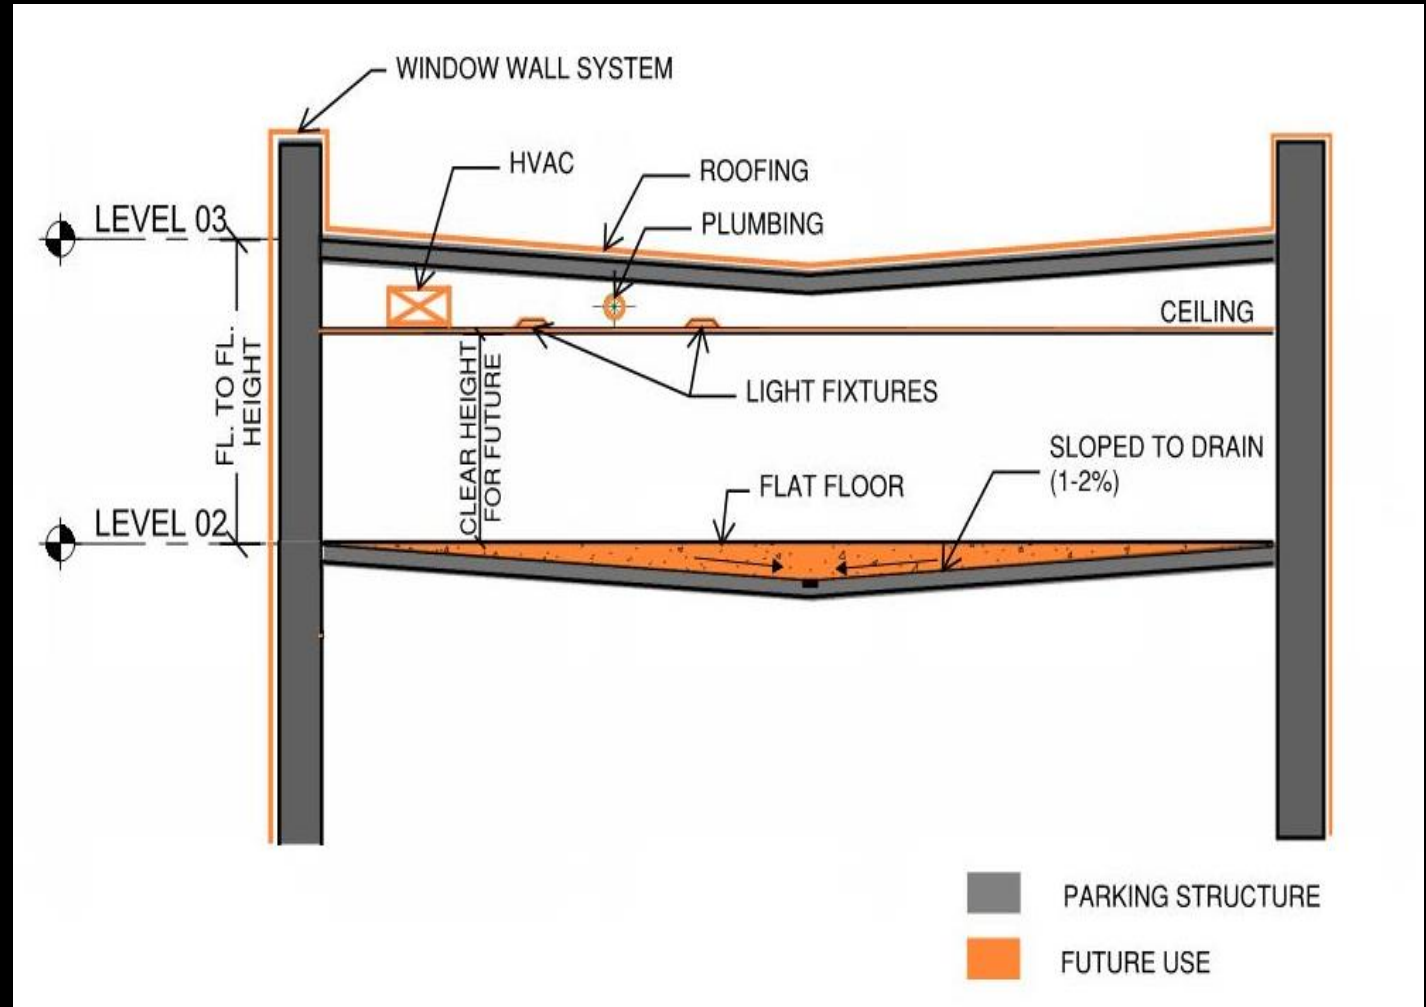 WINDOW WALL SYSTEM
HVAC
ROOFING
PLUMBING
LEVEL 03
CEILING
FL. TO FL.
HEIGHT
CLEAR HEIGHT
FOR FUTURE
LIGHT FIXTURES
SLOPED TO DRAIN
(1-2%)
FLAT FLOOR
LEVEL 02
PARKING STRUCTURE
FUTURE USE